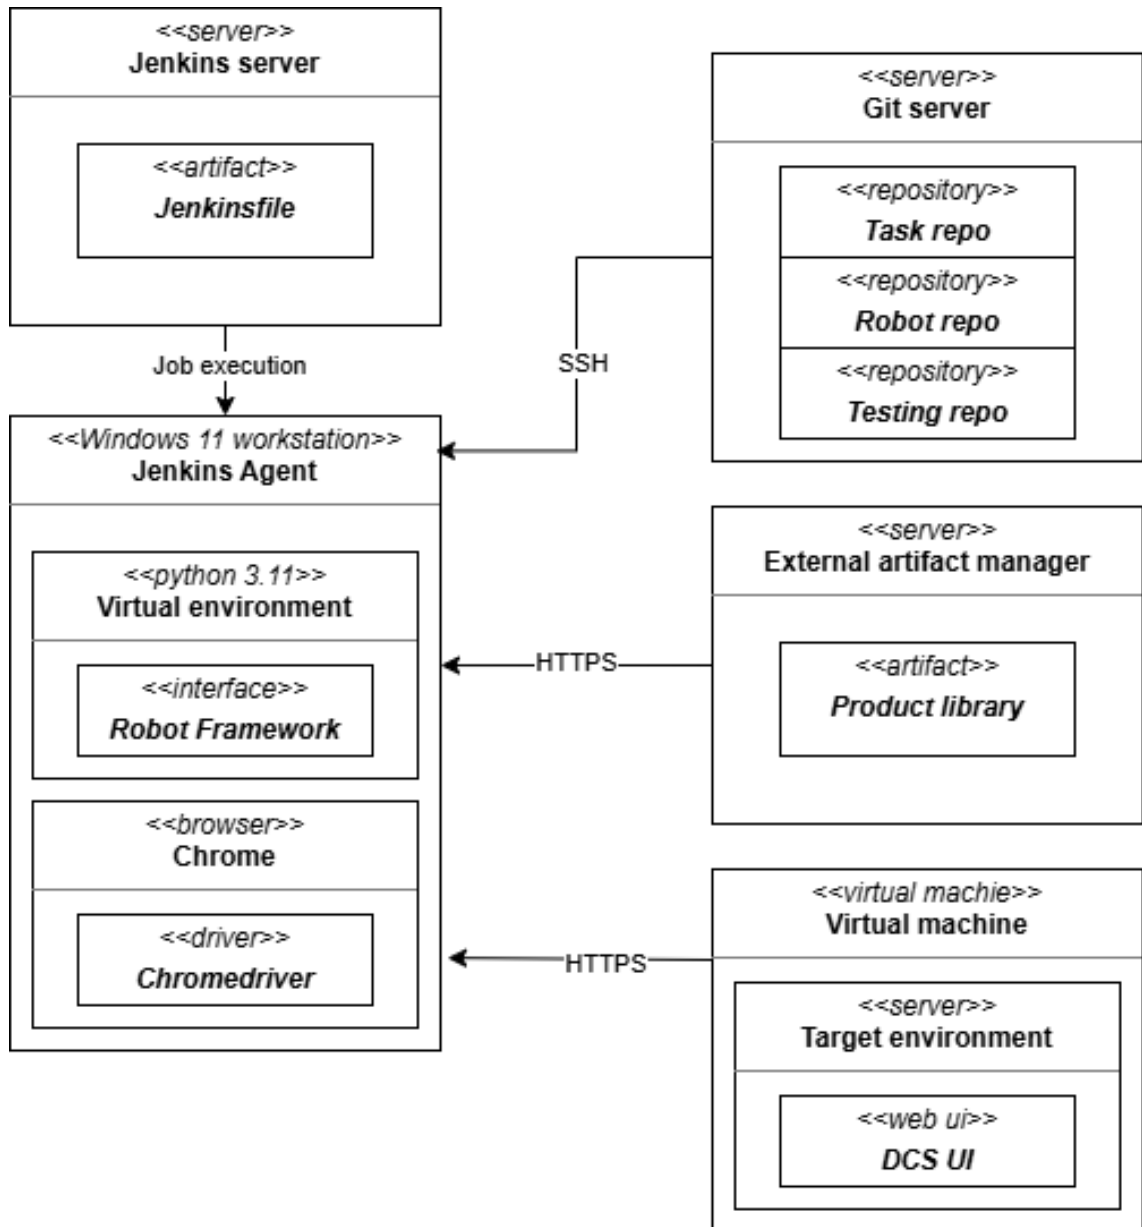 <<server>>
Jenkins server
<<artifact>>
Jenkinsfile
Job execution
<<Windows 11 workstation>>
Jenkins Agent
<<python 3.11>>
Virtual environment
<<interface>>
Robot Framework
<<browser>>
Chrome
<<driver>>
Chromedriver
SSH
HTTPS
HTTPS
<<server>>
Git server
<<repository>>
Task repo
<<repository>>
Robot repo
<<repository>>
Testing repo
<<server>>
External artifact manager
<<artifact>>
Product library
<<virtual machie>>
Virtual machine
<<server>>
Target environment
<<web ui>>
DCS UI